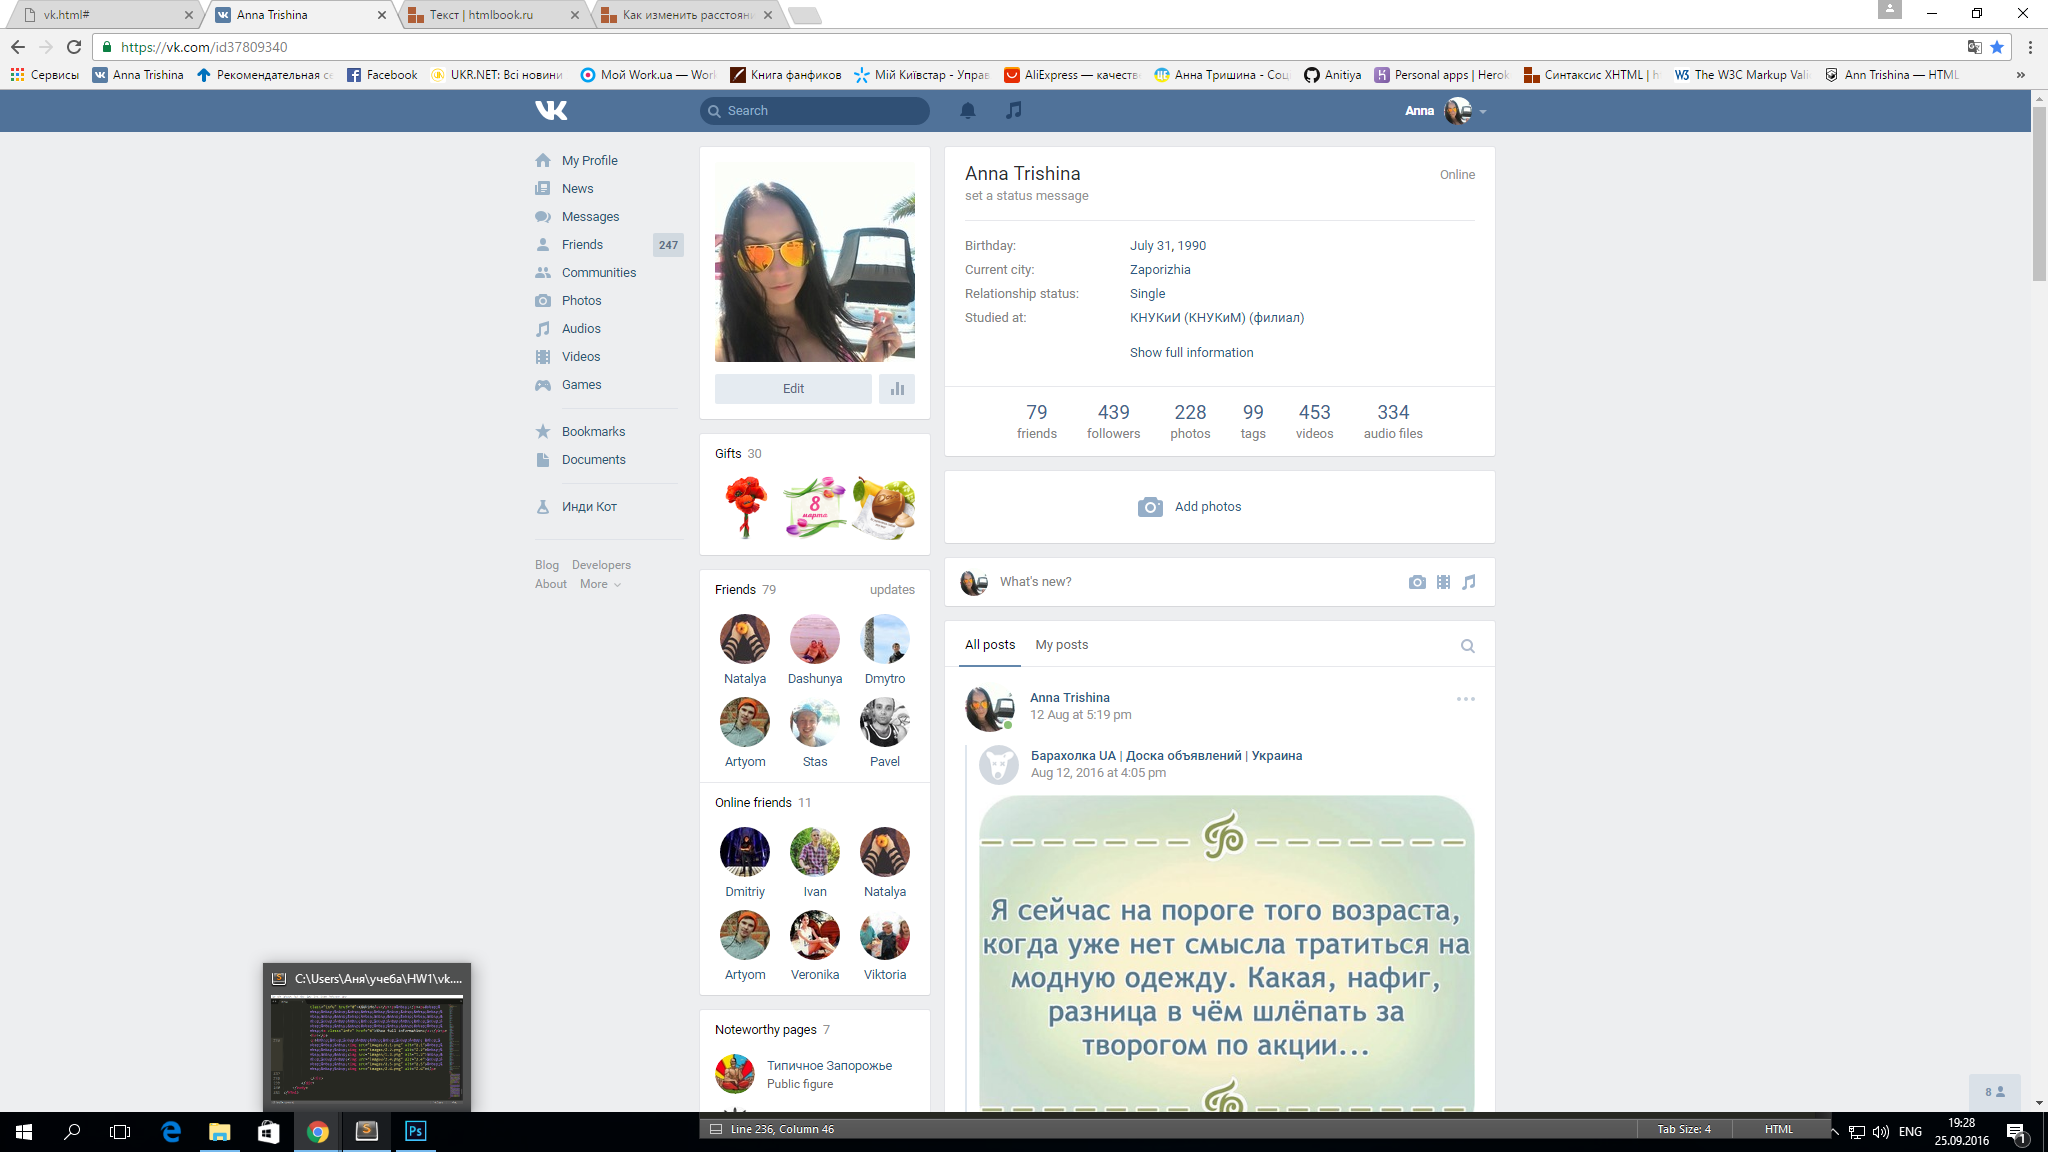 vk.html#
Anna Trishina
Текст | htmlbook.ru
Как изменить расстояни
https://vk.com/id37809340
Сервисы
Anna Trishina
Рекомендательная се
Facebook
UKR.NET: Всі новини
Мой Work.ua — Work
Книга фанфиков
Мій Київстар - Управ
AliExpress — качестве
Анна Тришина - Соц
Anitiya
Personal apps | Herok
Синтаксис XHTML | h
The W3C Markup Vali
Ann Trishina — HTML
Search
Anna
My Profile
News
Messages
Friends 247
Communities
Photos
Audios
Videos
Games
Bookmarks
Documents
Инди Кот
Blog Developers
About More
Edit
Gifts 30
8
марта
Friends 79 updates
Natalya Dashunya Dmytro
Artyom Stas Pavel
Online friends 11
Dmitriy Ivan Natalya
Artyom Veronika Viktoria
Noteworthy pages 7
Типичное Запорожье
Public figure
Anna Trishina
Online
set a status message
Birthday: July 31, 1990
Current city: Zaporizhia
Relationship status: Single
Studied at: КНУКиИ (КНУКиМ) (филиал)
Show full information
79 439 228 99 453 334
friends followers photos tags videos audio files
Add photos
What's new?
All posts My posts
Anna Trishina
12 Aug at 5:19 pm
Барахолка UA | Доска объявлений | Украина
Aug 12, 2016 at 4:05 pm
Я сейчас на пороге того возраста,
когда уже нет смысла тратиться на
модную одежду. Какая, нафиг,
разница в чём шлёпать за
творогом по акции...
8
C:\Users\Аня\учеба\HW1\vk....
Line 236, Column 46
Tab Size: 4
HTML
Ps
ENG
19:28
25.09.2016
1